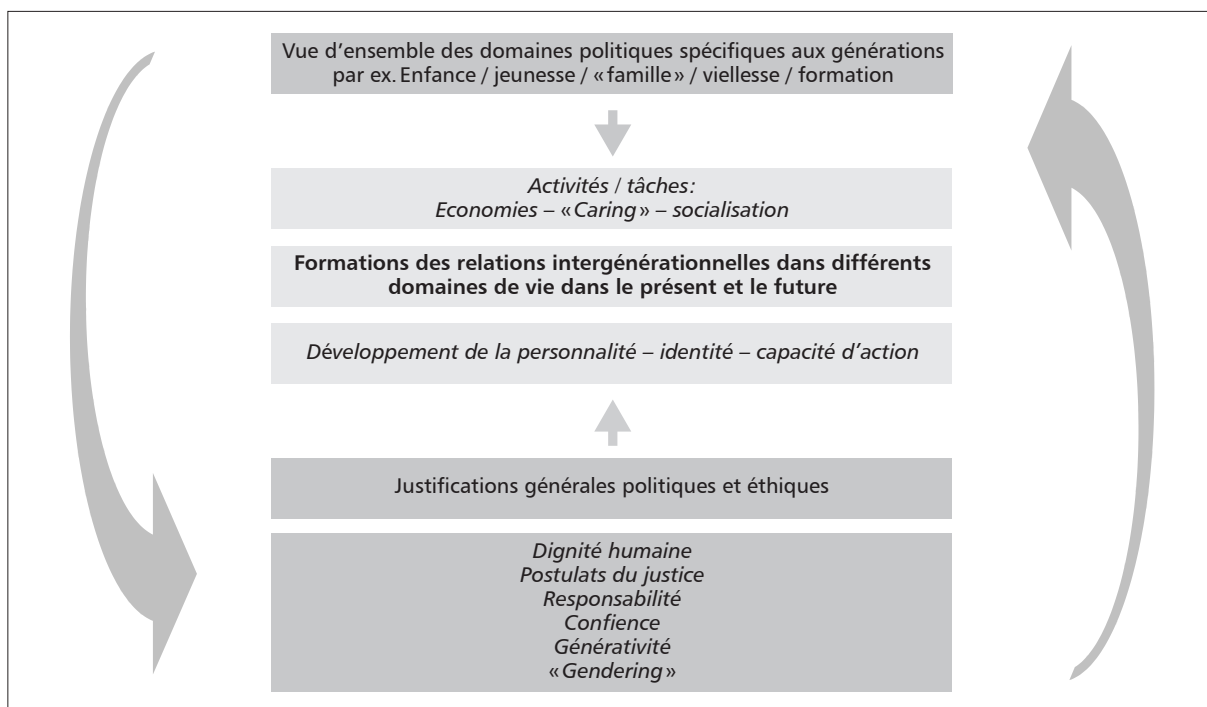 Vue d'ensemble des domaines politiques spécifiques aux générations
par ex. Enfance / jeunesse / «famille» / viellesse / formation
Activités / tâches:
Economies – «Caring» – socialisation
Formations des relations intergénérationnelles dans différents
domaines de vie dans le présent et le future
Développement de la personnalité – identité – capacité d'action
Justifications générales politiques et éthiques
Dignité humaine
Postulats du justice
Responsabilité
Confience
Générativité
«Gendering»